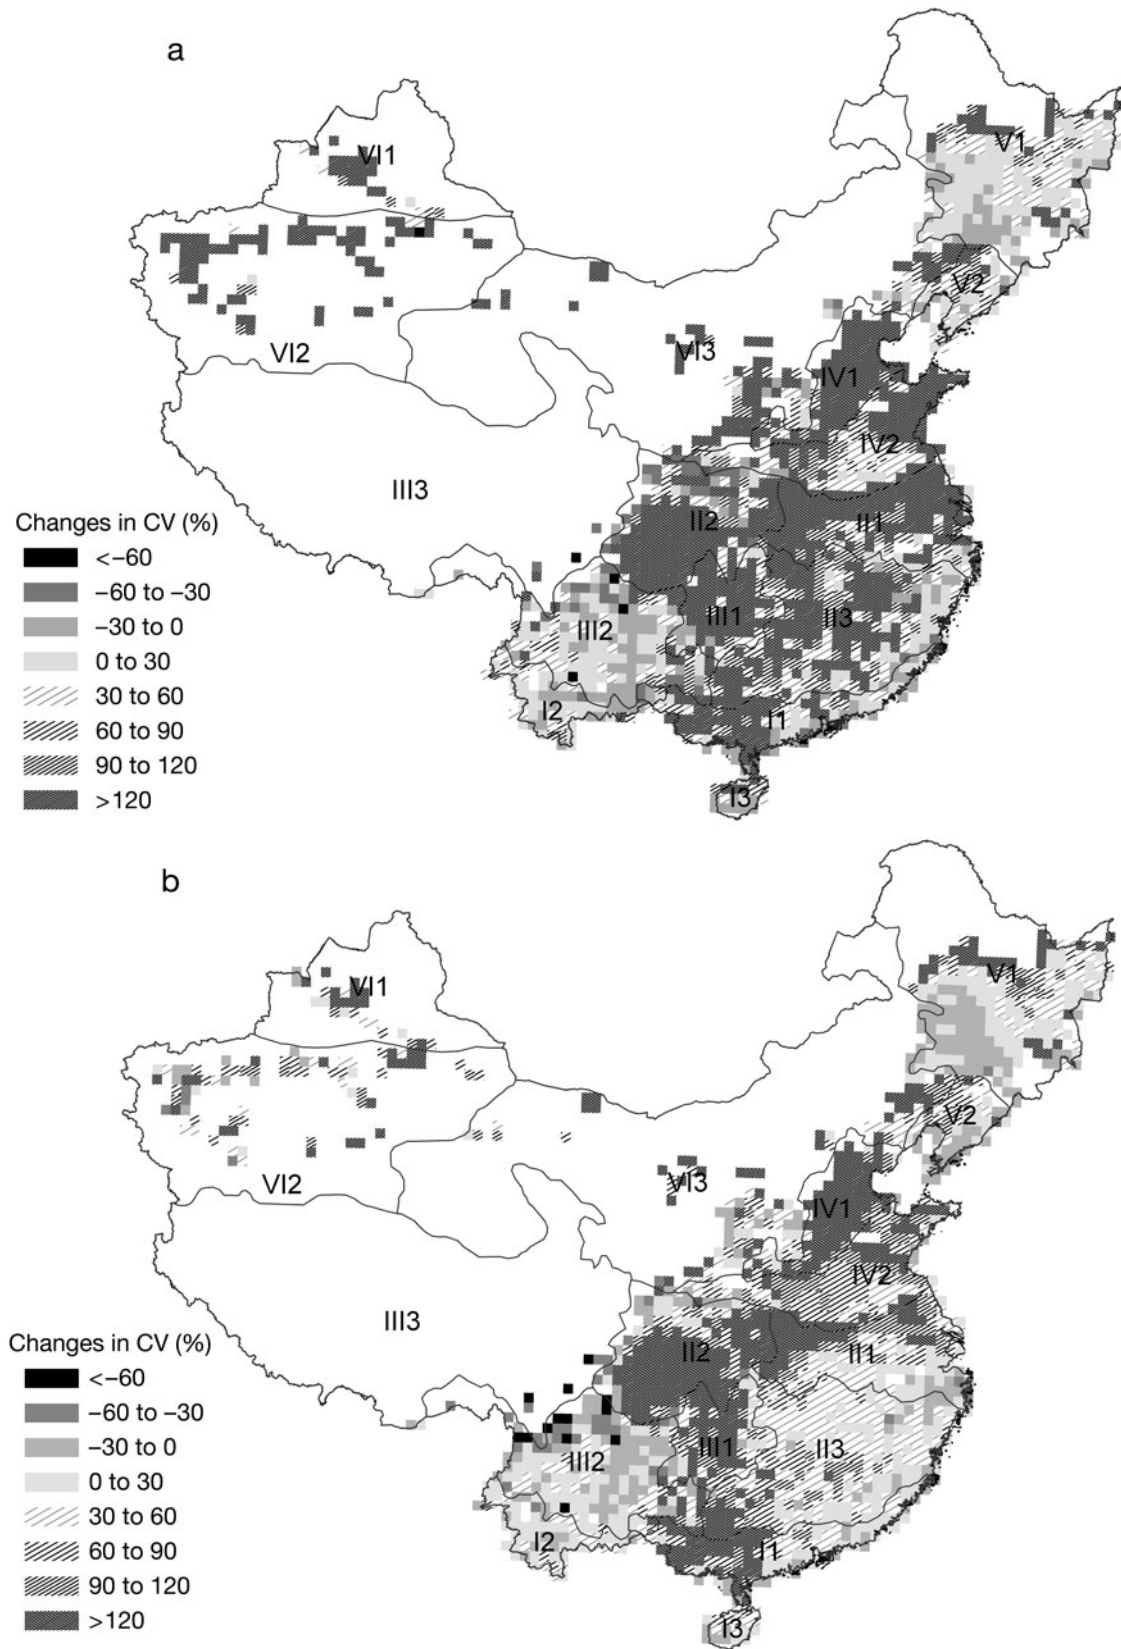 a
VI1
V1
V2
VI2
VI3
IV1
IV2
III3
II2
II1
III1
II3
III2
I2
I1
I3
Changes in CV (%)
<–60
–60 to –30
–30 to 0
0 to 30
30 to 60
60 to 90
90 to 120
>120
b
VI1
V1
V2
VI2
VI3
IV1
IV2
III3
II2
II1
III1
II3
III2
I2
I1
I3
Changes in CV (%)
<–60
–60 to –30
–30 to 0
0 to 30
30 to 60
60 to 90
90 to 120
>120